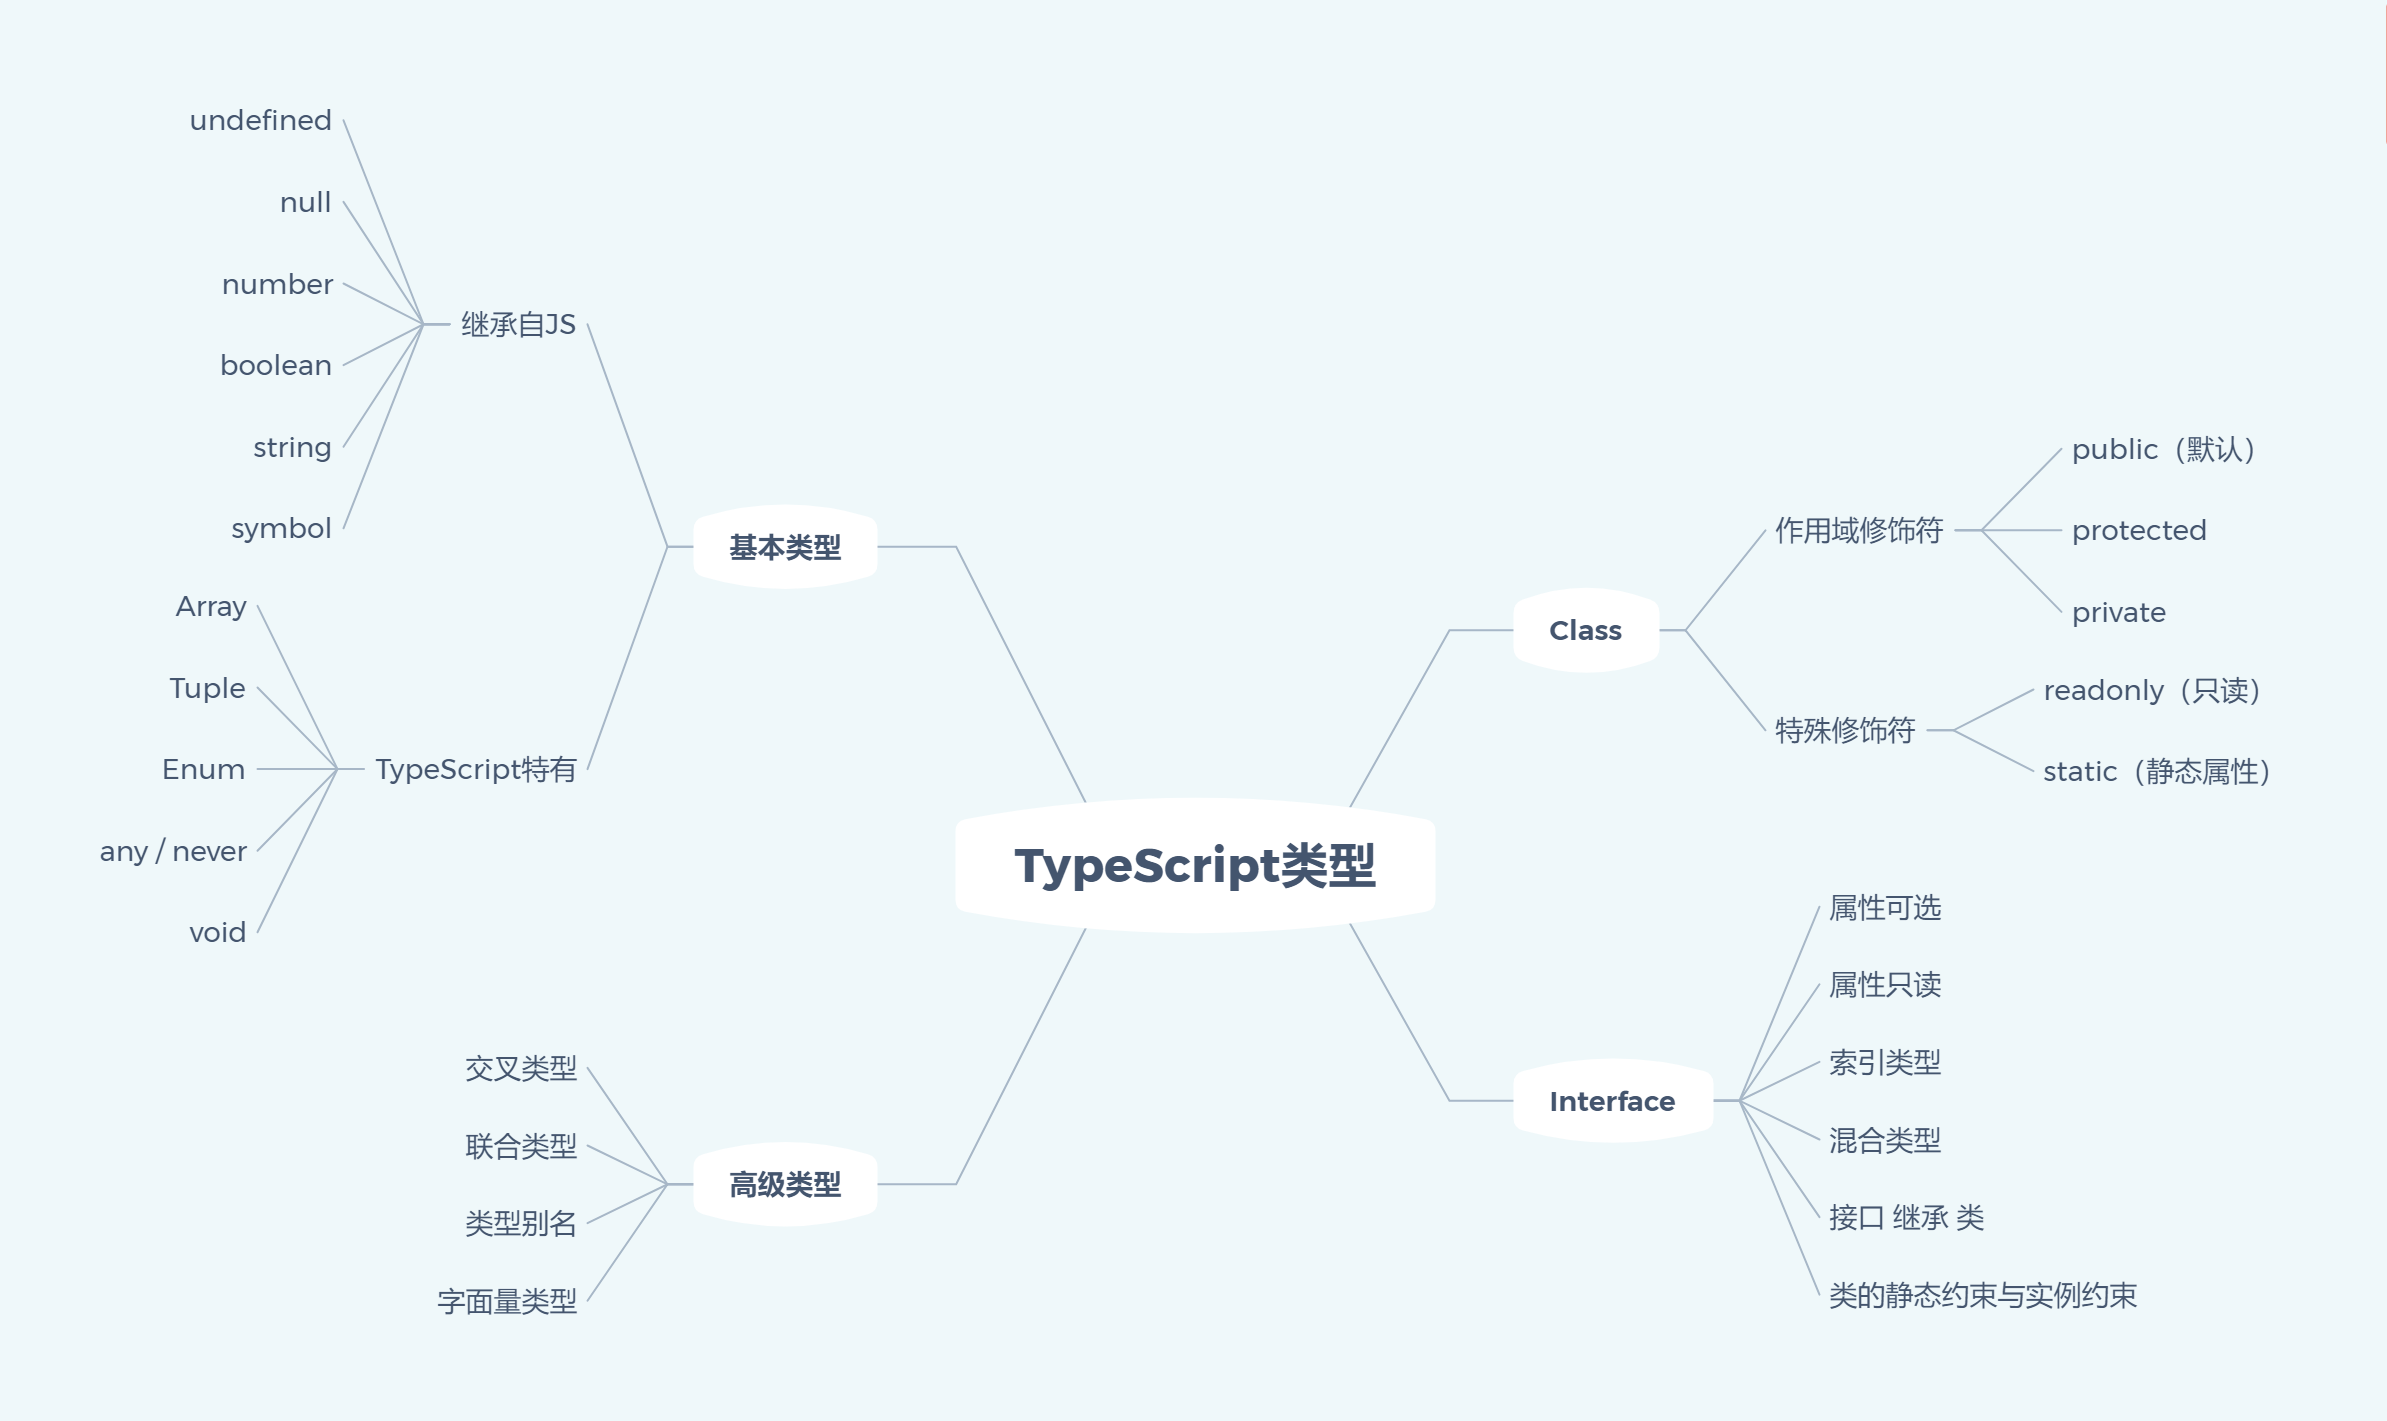 TypeScript类型
基本类型
继承自JS
undefined
null
number
boolean
string
symbol
TypeScript特有
Array
Tuple
Enum
any / never
void
高级类型
交叉类型
联合类型
类型别名
字面量类型
Class
作用域修饰符
public（默认）
protected
private
特殊修饰符
readonly（只读）
static（静态属性）
Interface
属性可选
属性只读
索引类型
混合类型
接口 继承 类
类的静态约束与实例约束